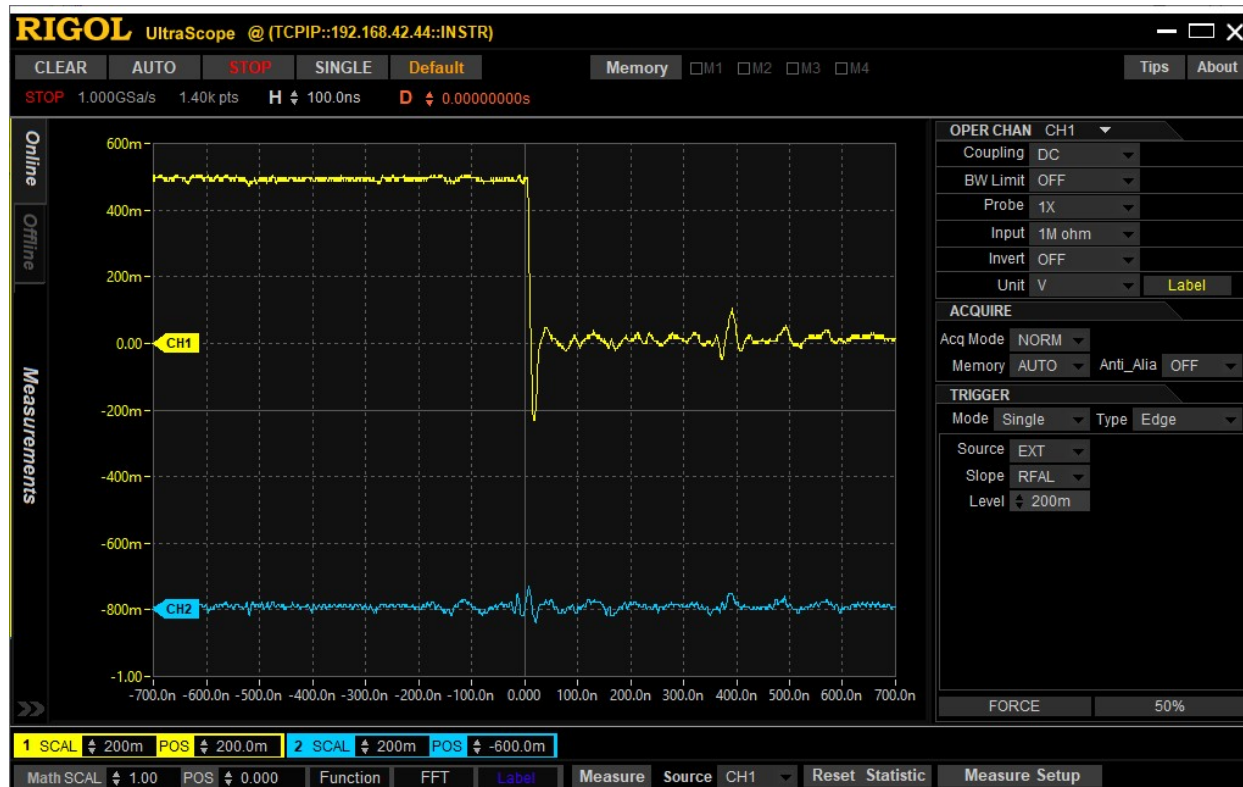 RIGOL UltraScope @ (TCPIP::192.168.42.44::INSTR)
CLEAR AUTO STOP SINGLE Default Memory M1 M2 M3 M4 Tips About
STOP 1.000GSa/s 1.40k pts H 100.0ns D 0.00000000s
Online
Offline
Measurements
600m
400m
200m
0.00
-200m
-400m
-600m
-800m
-1.00
CH1
CH2
-700.0n -600.0n -500.0n -400.0n -300.0n -200.0n -100.0n 0.000 100.0n 200.0n 300.0n 400.0n 500.0n 600.0n 700.0n
OPER CHAN CH1
Coupling DC
BW Limit OFF
Probe 1X
Input 1M ohm
Invert OFF
Unit V Label
ACQUIRE
Acq Mode NORM
Memory AUTO Anti_Alia OFF
TRIGGER
Mode Single Type Edge
Source EXT
Slope RFAL
Level 200m
FORCE 50%
1 SCAL 200m POS 200.0m 2 SCAL 200m POS -600.0m
Math SCAL 1.00 POS 0.000 Function FFT Label Measure Source CH1 Reset Statistic Measure Setup